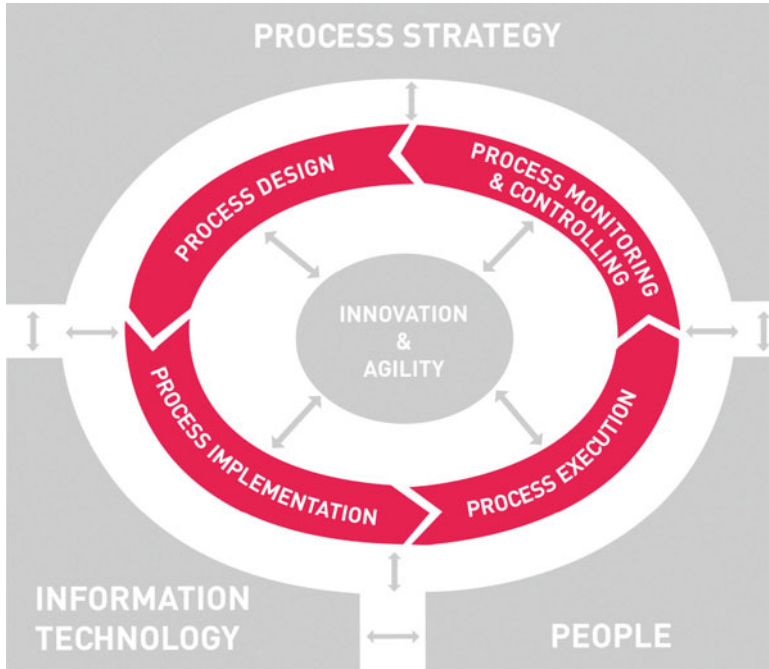 PROCESS STRATEGY
PROCESS DESIGN
PROCESS MONITORING
& CONTROLLING
INNOVATION
&
AGILITY
PROCESS IMPLEMENTATION
PROCESS EXECUTION
INFORMATION
TECHNOLOGY
PEOPLE